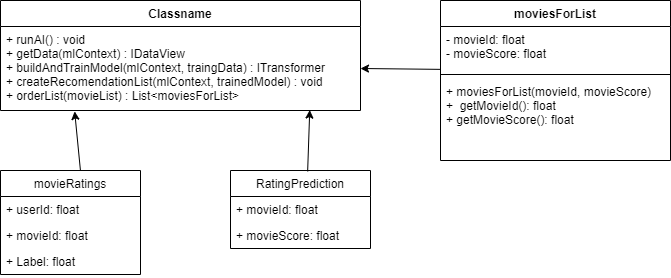 Classname
+ runAI() : void
+ getData(mlContext) : IDataView
+ buildAndTrainModel(mlContext, traingData) : ITransformer
+ createRecomendationList(mlContext, trainedModel) : void
+ orderList(movieList) : List<moviesForList>
moviesForList
- movieId: float
- movieScore: float
+ moviesForList(movieId, movieScore)
+ getMovieId(): float
+ getMovieScore(): float
movieRatings
+ userId: float
+ movieId: float
+ Label: float
RatingPrediction
+ movieId: float
+ movieScore: float